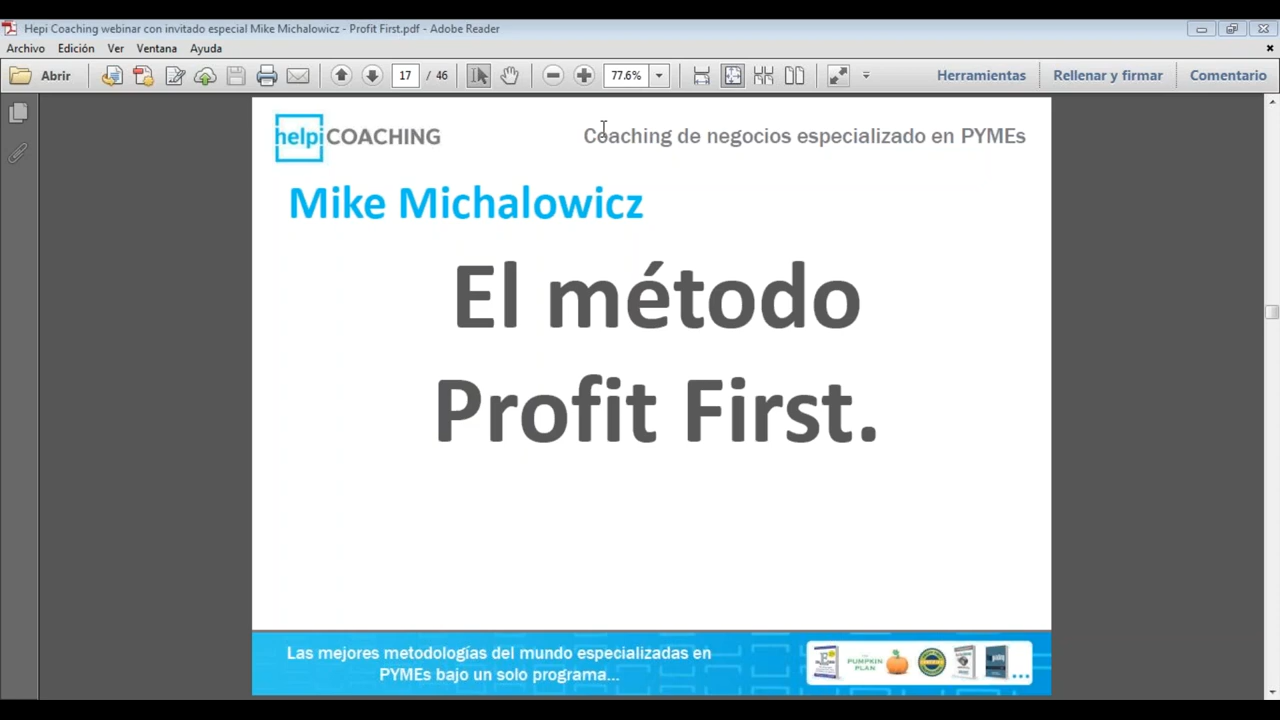 Hepi Coaching webinar con invitado especial Mike Michalowicz - Profit First.pdf - Adobe Reader
Archivo Edición Ver Ventana Ayuda
Abrir 17 / 46 77.6% Herramientas Rellenar y firmar Comentario
helpiCOACHING
Coaching de negocios especializado en PYMEs
Mike Michalowicz
El método
Profit First.
Las mejores metodologías del mundo especializadas en
PYMEs bajo un solo programa...
PUMPKIN
PLAN
...